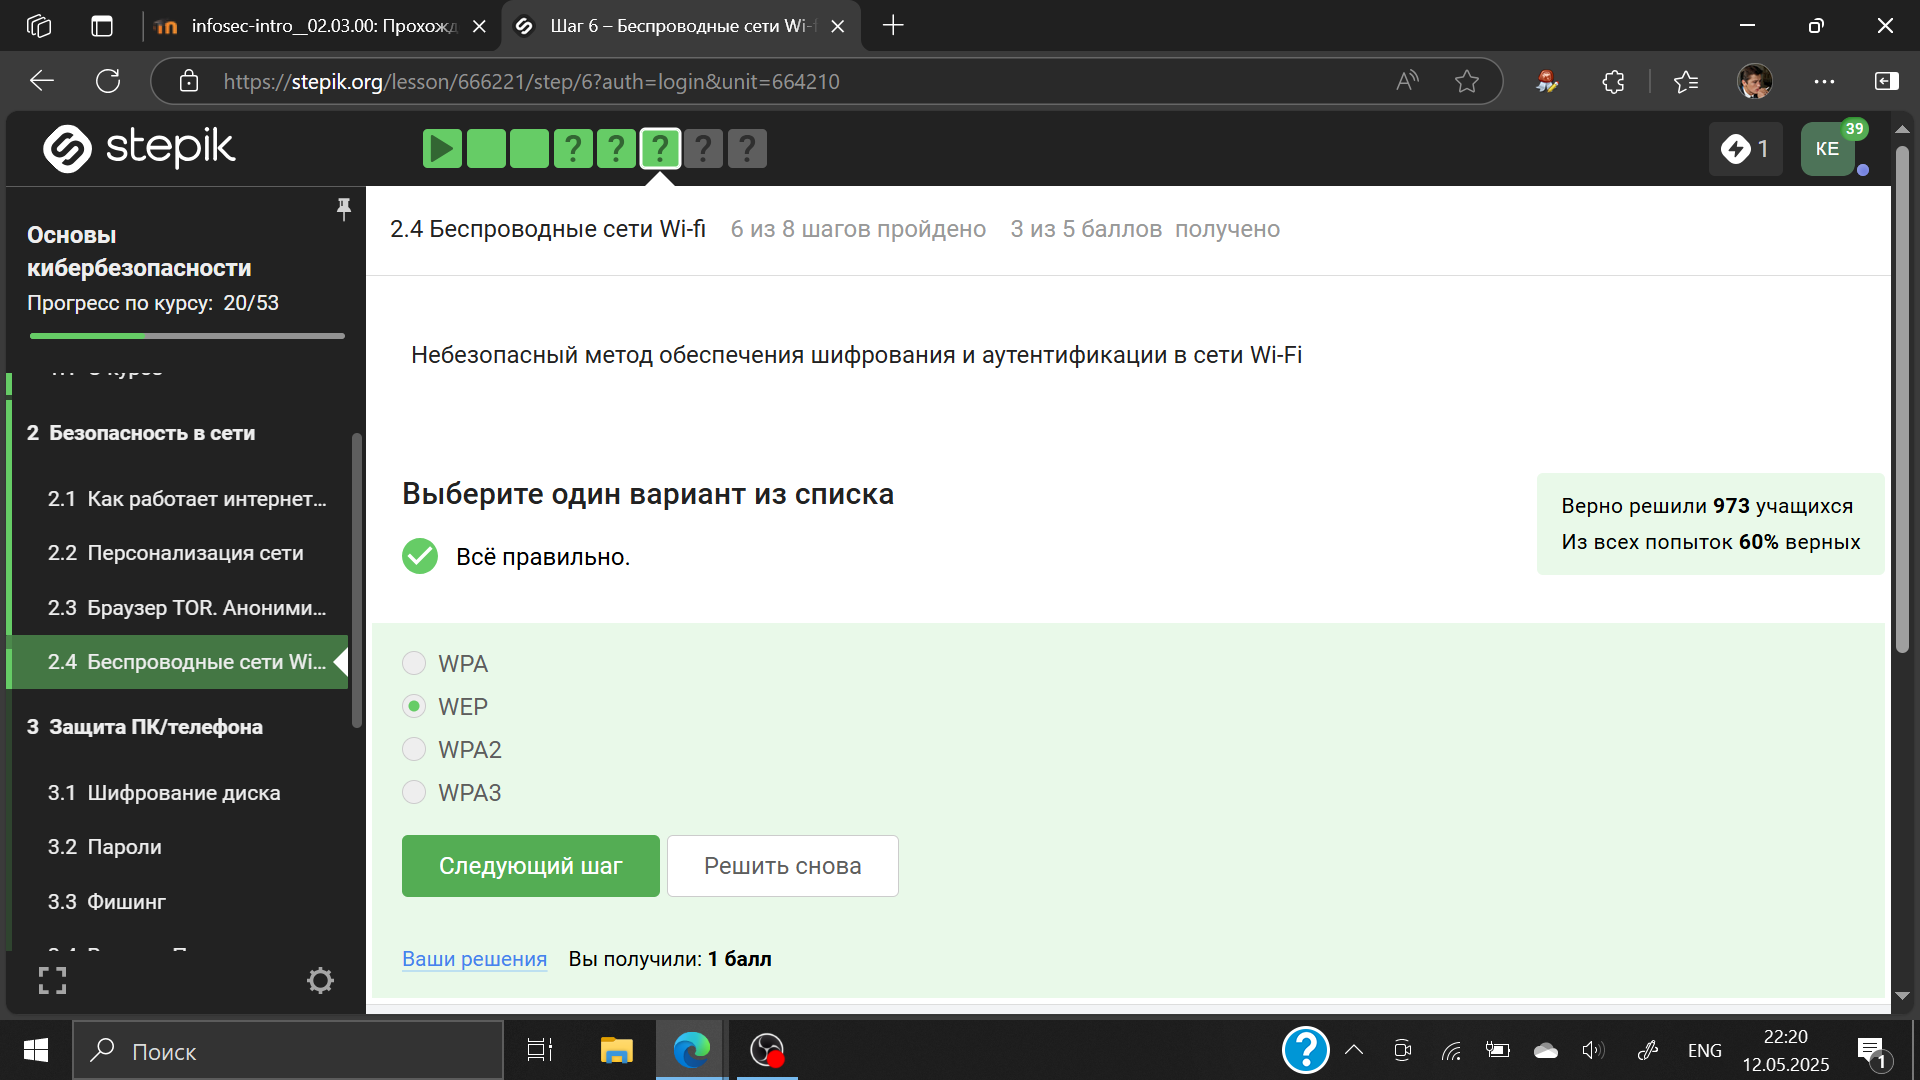 infosec-intro__02.03.00: Прохожд
Шаг 6 – Беспроводные сети Wi-f
https://stepik.org/lesson/666221/step/6?auth=login&unit=664210
stepik
? ? ? ? ?
1
KE
39
Основы
кибербезопасности
Прогресс по курсу: 20/53
2 Безопасность в сети
2.1 Как работает интернет...
2.2 Персонализация сети
2.3 Браузер TOR. Аноними...
2.4 Беспроводные сети Wi...
3 Защита ПК/телефона
3.1 Шифрование диска
3.2 Пароли
3.3 Фишинг
2.4 Беспроводные сети Wi-fi 6 из 8 шагов пройдено 3 из 5 баллов получено
Небезопасный метод обеспечения шифрования и аутентификации в сети Wi-Fi
Выберите один вариант из списка
Всё правильно.
Верно решили 973 учащихся
Из всех попыток 60% верных
WPA
WEP
WPA2
WPA3
Следующий шаг
Решить снова
Ваши решения Вы получили: 1 балл
Поиск
?
ENG
22:20
12.05.2025
1